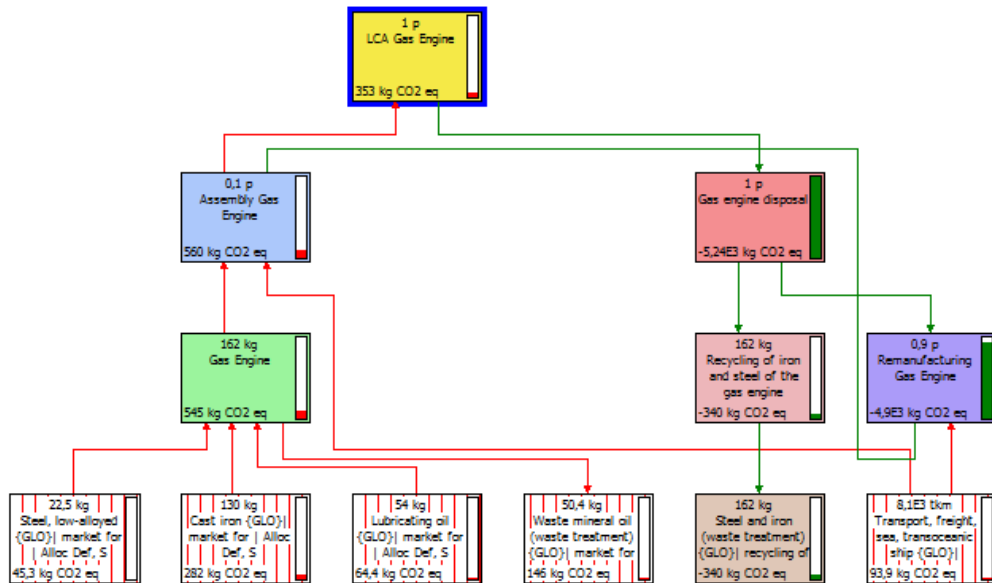 1 p
LCA Gas Engine
353 kg CO2 eq
0,1 p
Assembly Gas
Engine
560 kg CO2 eq
1 p
Gas engine disposal
-5,24E3 kg CO2 eq
162 kg
Gas Engine
545 kg CO2 eq
162 kg
Recycling of iron
and steel of the
gas engine
-340 kg CO2 eq
0,9 p
Remanufacturing
Gas Engine
-4,9E3 kg CO2 eq
22,5 kg
Steel, low-alloyed
{GLO}| market for
| Alloc Def, S
45,3 kg CO2 eq
130 kg
Cast iron {GLO}|
market for | Alloc
Def, S
282 kg CO2 eq
54 kg
Lubricating oil
{GLO}| market for
| Alloc Def, S
64,4 kg CO2 eq
50,4 kg
Waste mineral oil
(waste treatment)
{GLO}| market for
146 kg CO2 eq
162 kg
Steel and iron
(waste treatment)
{GLO}| recycling of
-340 kg CO2 eq
8,1E3 tkm
Transport, freight,
sea, transoceanic
ship {GLO}|
93,9 kg CO2 eq